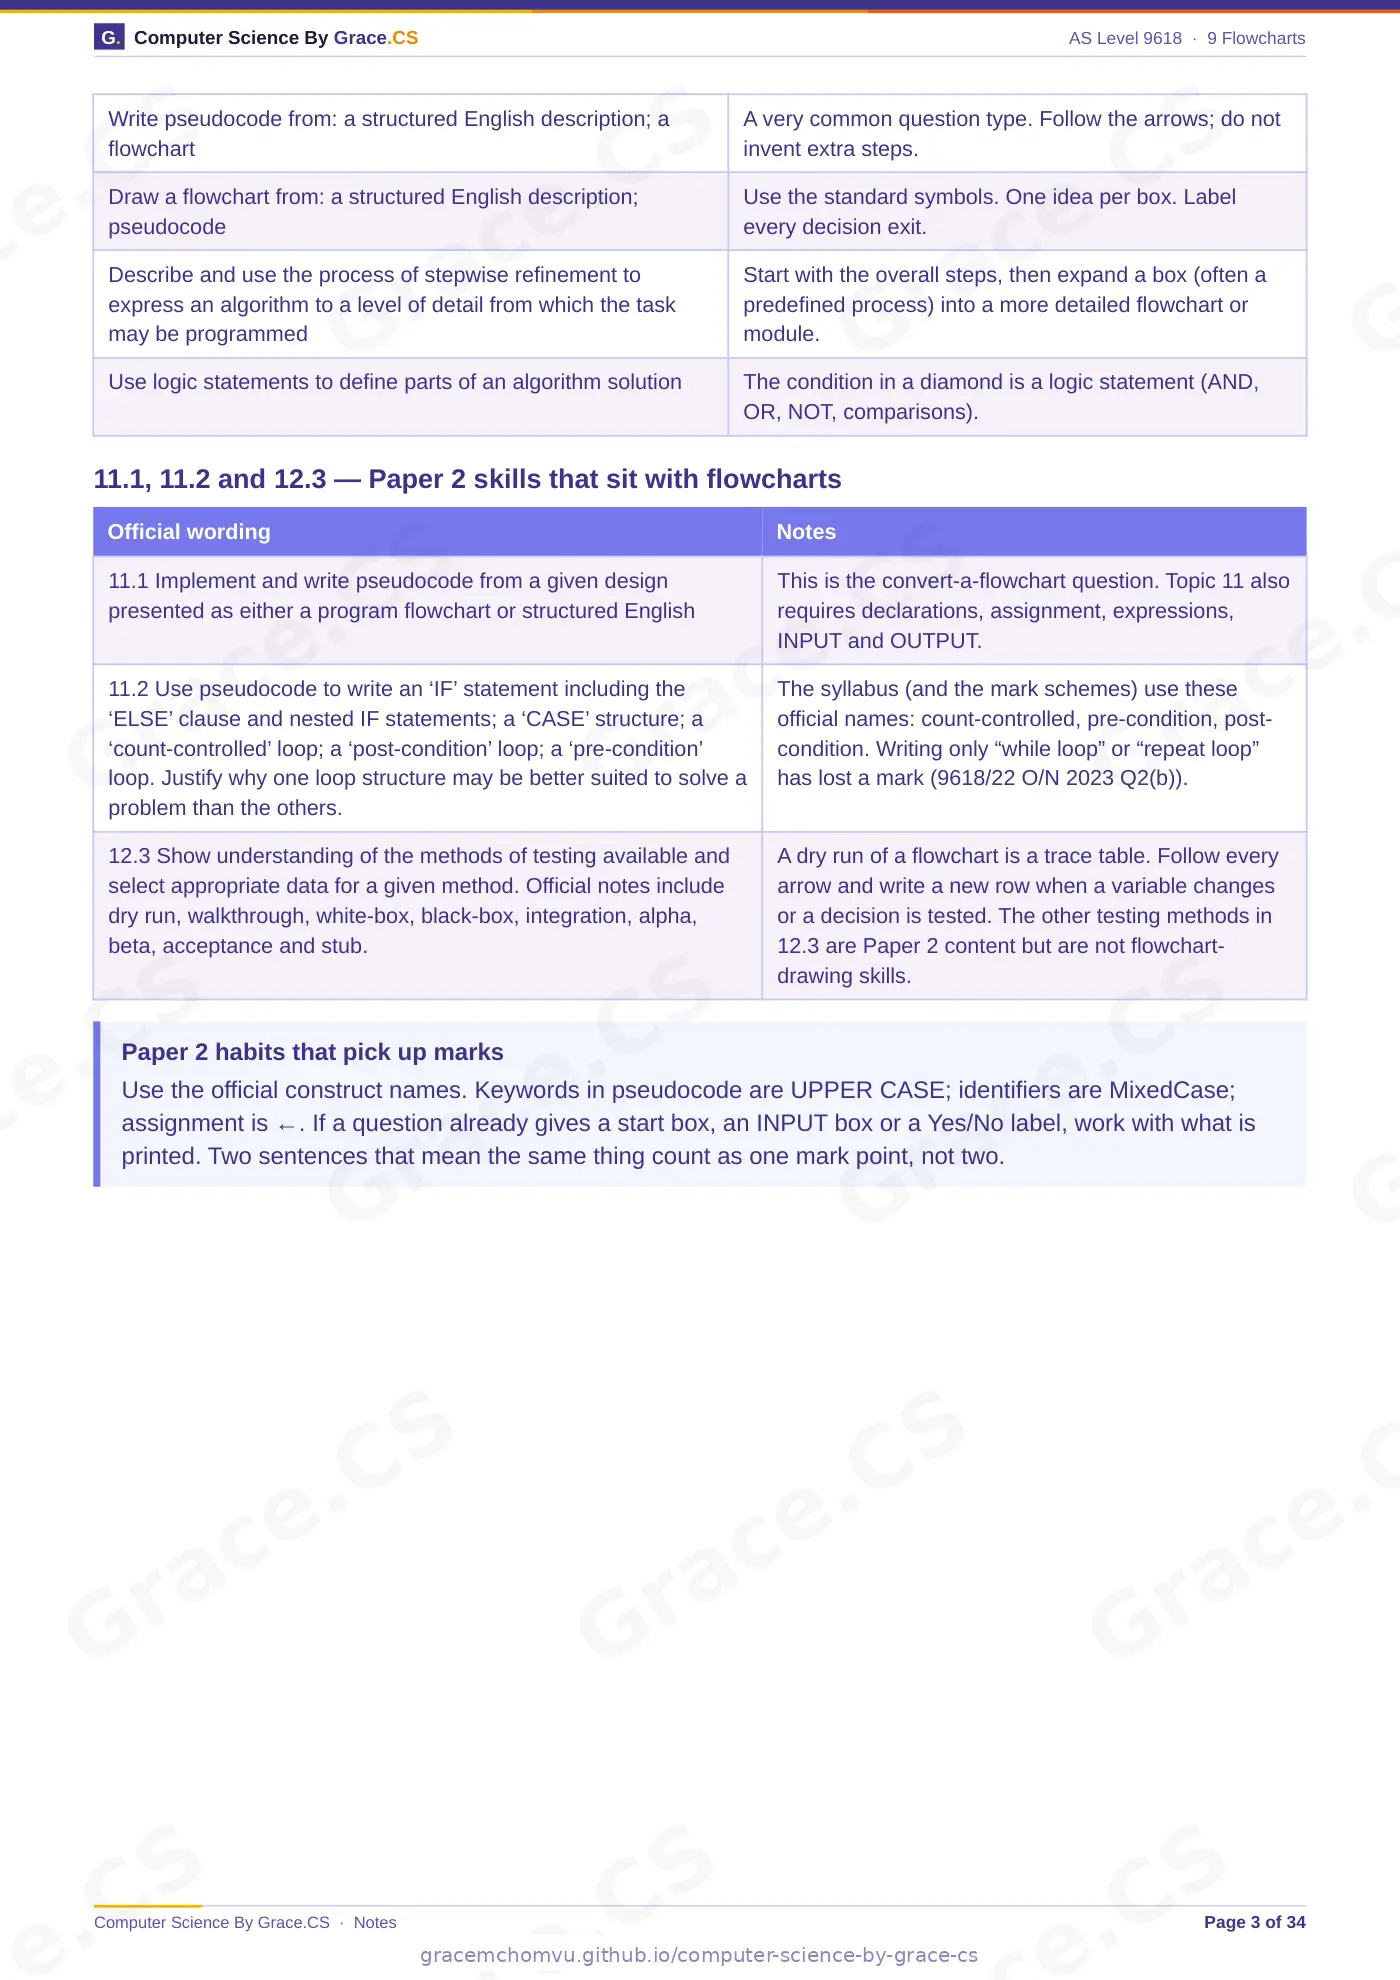 G. Computer Science By Grace.CS
AS Level 9618 · 9 Flowcharts
Write pseudocode from: a structured English description; a
flowchart
A very common question type. Follow the arrows; do not
invent extra steps.
Draw a flowchart from: a structured English description;
pseudocode
Use the standard symbols. One idea per box. Label
every decision exit.
Describe and use the process of stepwise refinement to
express an algorithm to a level of detail from which the task
may be programmed
Start with the overall steps, then expand a box (often a
predefined process) into a more detailed flowchart or
module.
Use logic statements to define parts of an algorithm solution
The condition in a diamond is a logic statement (AND,
OR, NOT, comparisons).
11.1, 11.2 and 12.3 — Paper 2 skills that sit with flowcharts
Official wording
Notes
11.1 Implement and write pseudocode from a given design
presented as either a program flowchart or structured English
This is the convert-a-flowchart question. Topic 11 also
requires declarations, assignment, expressions,
INPUT and OUTPUT.
11.2 Use pseudocode to write an ‘IF’ statement including the
‘ELSE’ clause and nested IF statements; a ‘CASE’ structure; a
‘count-controlled’ loop; a ‘post-condition’ loop; a ‘pre-condition’
loop. Justify why one loop structure may be better suited to solve a
problem than the others.
The syllabus (and the mark schemes) use these
official names: count-controlled, pre-condition, post-
condition. Writing only “while loop” or “repeat loop”
has lost a mark (9618/22 O/N 2023 Q2(b)).
12.3 Show understanding of the methods of testing available and
select appropriate data for a given method. Official notes include
dry run, walkthrough, white-box, black-box, integration, alpha,
beta, acceptance and stub.
A dry run of a flowchart is a trace table. Follow every
arrow and write a new row when a variable changes
or a decision is tested. The other testing methods in
12.3 are Paper 2 content but are not flowchart-
drawing skills.
Paper 2 habits that pick up marks
Use the official construct names. Keywords in pseudocode are UPPER CASE; identifiers are MixedCase;
assignment is ←. If a question already gives a start box, an INPUT box or a Yes/No label, work with what is
printed. Two sentences that mean the same thing count as one mark point, not two.
Computer Science By Grace.CS · Notes
Page 3 of 34
gracemchomvu.github.io/computer-science-by-grace-cs